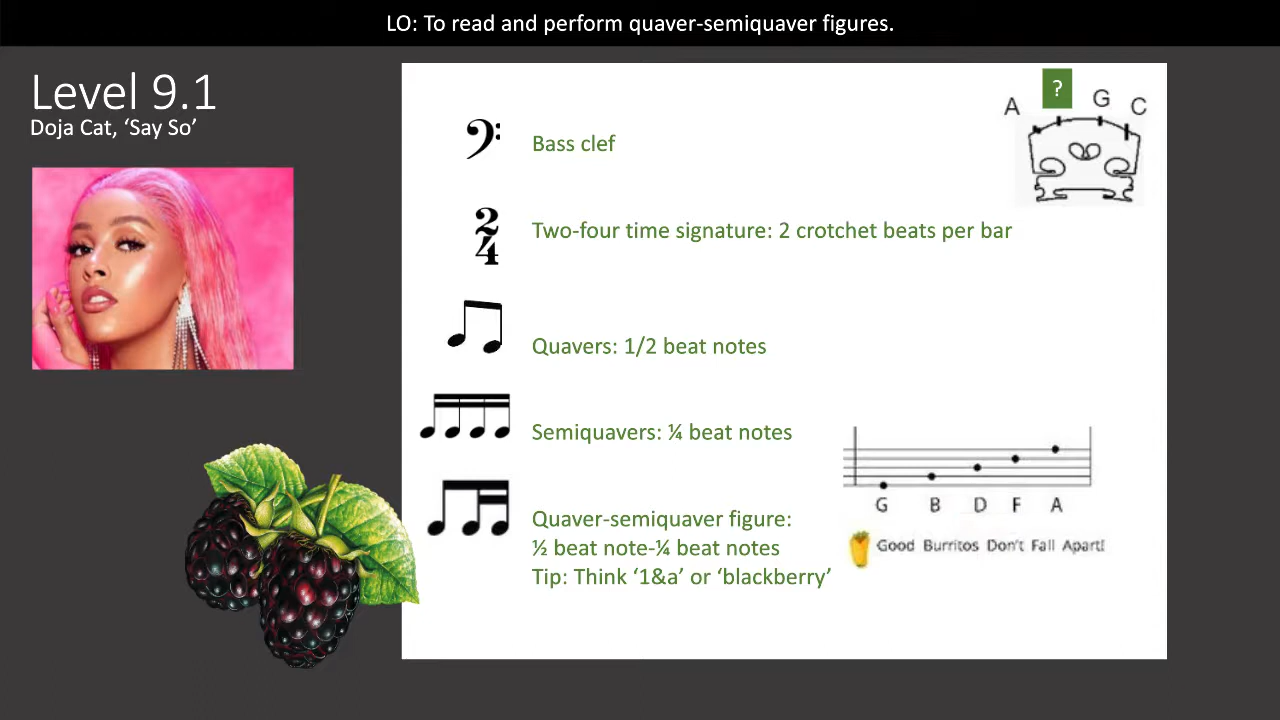 LO: To read and perform quaver-semiquaver figures.
Level 9.1
Doja Cat, ‘Say So’
A ? G C
Bass clef
2
4
Two-four time signature: 2 crotchet beats per bar
Quavers: 1/2 beat notes
Semiquavers: ¼ beat notes
Quaver-semiquaver figure:
½ beat note-¼ beat notes
Tip: Think ‘1&a’ or ‘blackberry’
G B D F A
Good Burritos Don't Fall Apart!